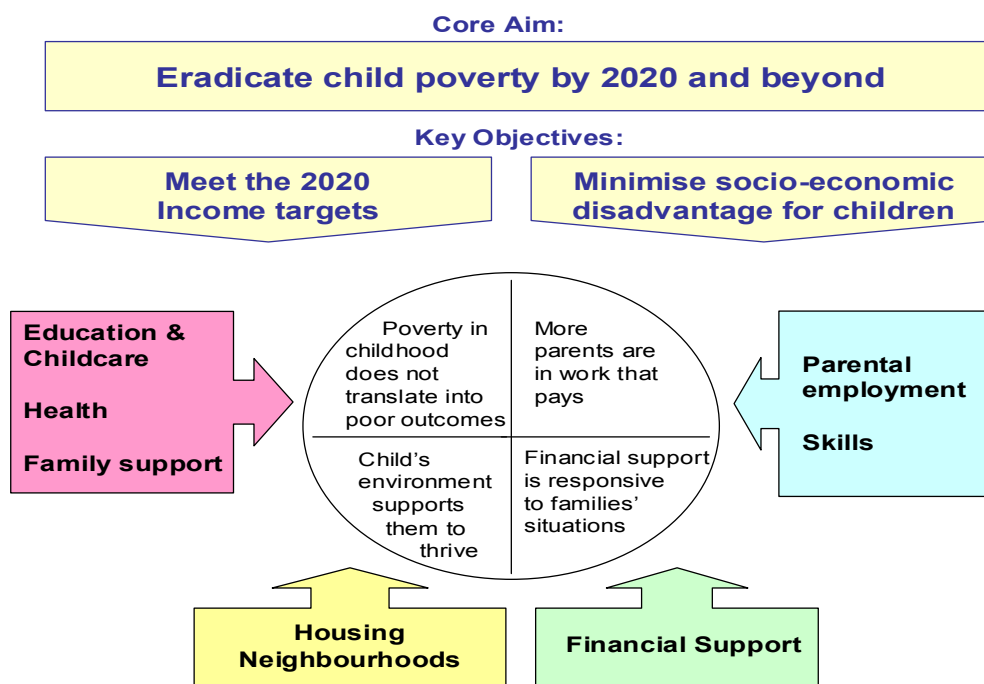 Core Aim:
Eradicate child poverty by 2020 and beyond
Key Objectives:
Meet the 2020
Income targets
Minimise socio-economic
disadvantage for children
Education &
Childcare
Health
Family support
Poverty in
childhood
does not
translate into
poor outcomes
More
parents are
in work that
pays
Parental
employment
Skills
Child’s
environment
supports
them to
thrive
Financial support
is responsive
to families’
situations
Housing
Neighbourhoods
Financial Support